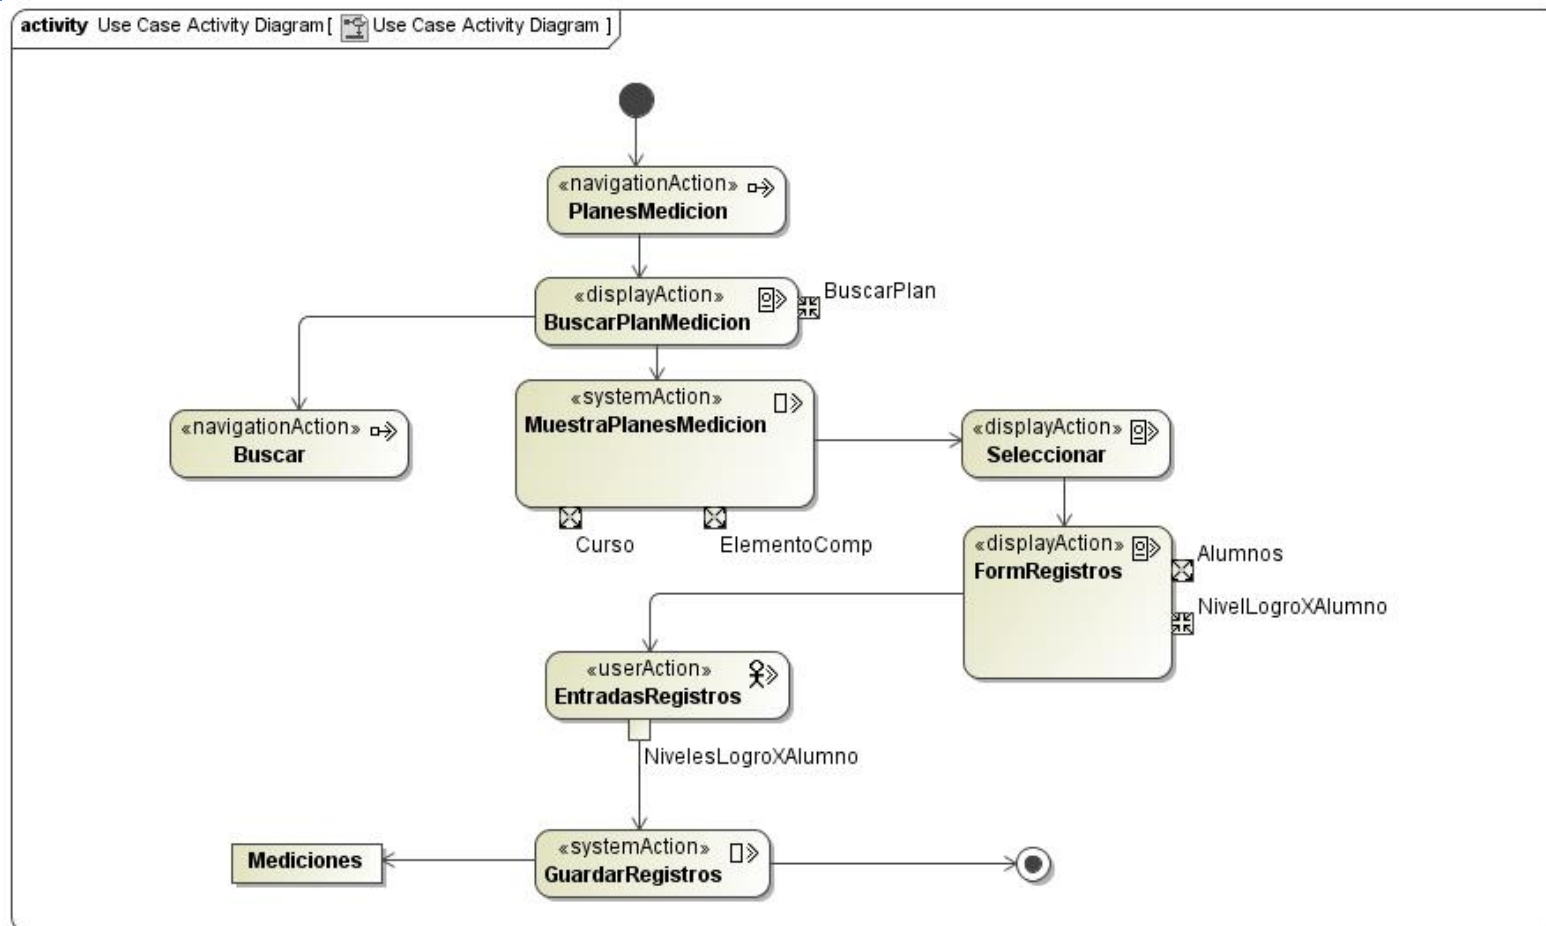 activity Use Case Activity Diagram[ Use Case Activity Diagram ]
«navigationAction»
PlanesMedicion
«displayAction»
BuscarPlanMedicion
BuscarPlan
«systemAction»
MuestraPlanesMedicion
Curso
ElementoComp
«navigationAction»
Buscar
«displayAction»
Seleccionar
«displayAction»
FormRegistros
Alumnos
NivelLogroXAlumno
«userAction»
EntradasRegistros
NivelesLogroXAlumno
«systemAction»
GuardarRegistros
Mediciones